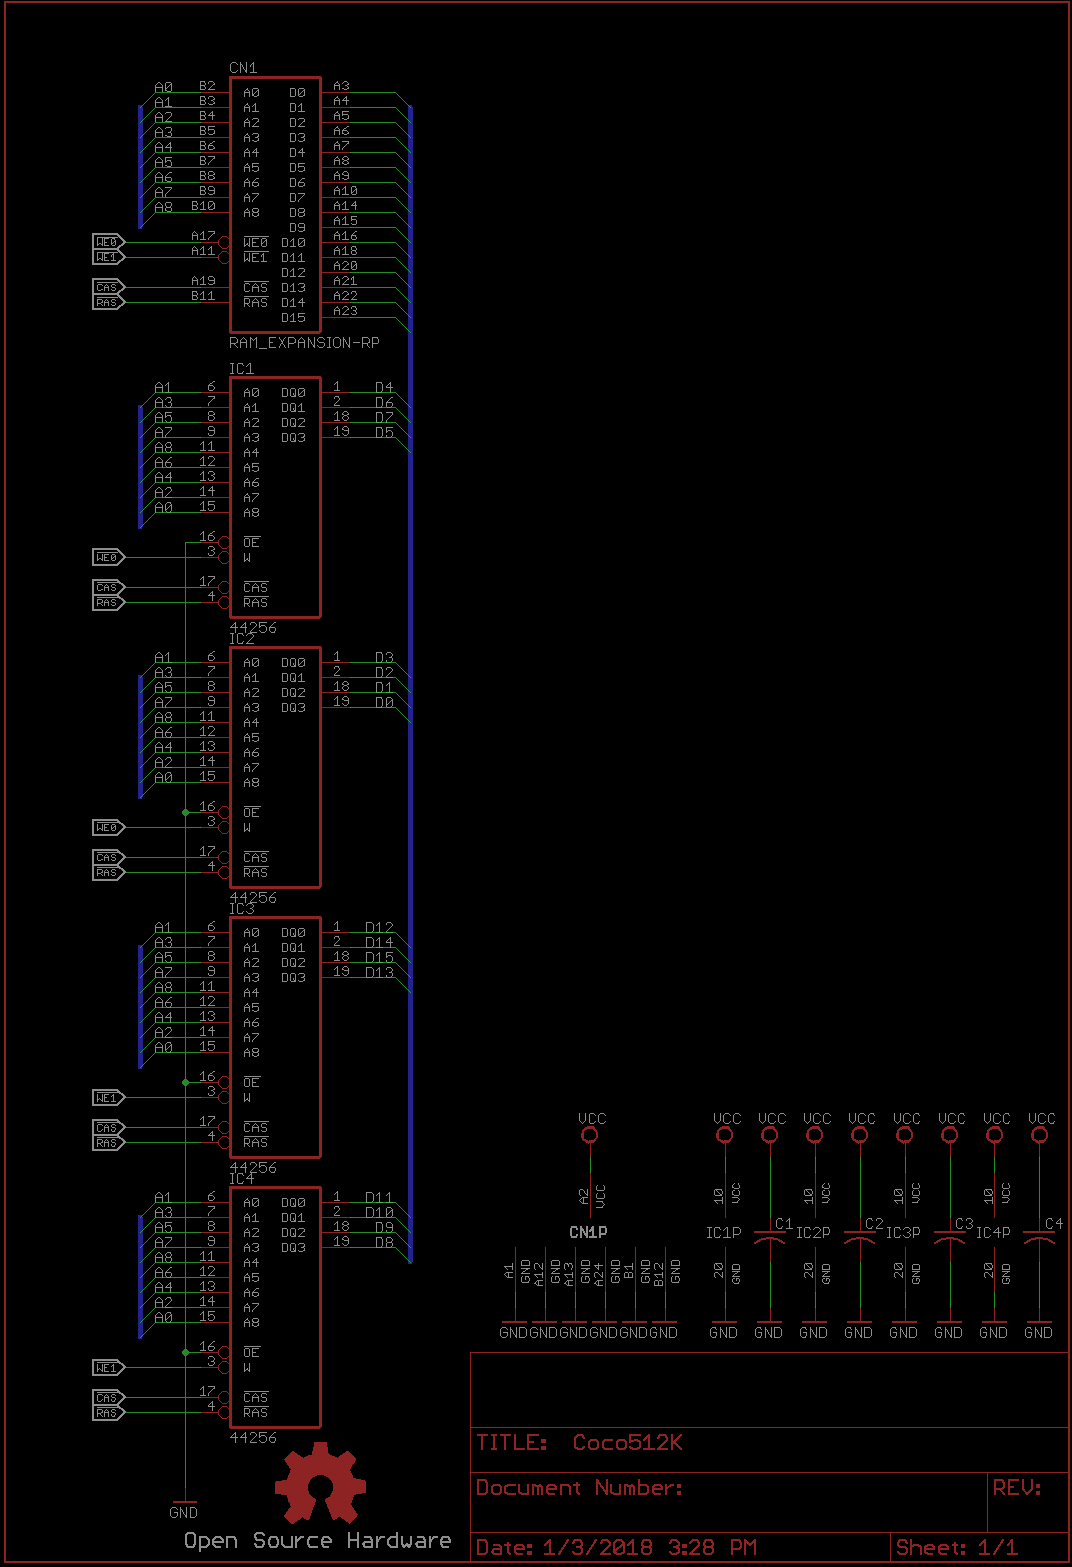 CN1
A0 B2 A0 D0 A3
A1 B3 A1 D1 A4
A2 B4 A2 D2 A5
A3 B5 A3 D3 A6
A4 B6 A4 D4 A7
A5 B7 A5 D5 A8
A6 B8 A6 D6 A9
A7 B9 A7 D7 A10
A8 B10 A8 D8 A14
D9 A15
WE0 A17 WE0 D10 A16
WE1 A11 WE1 D11 A18
D12 A20
CAS A19 CAS D13 A21
RAS B11 RAS D14 A22
D15 A23
RAM_EXPANSION-RP
IC1
A1 6 A0 DQ0 1 D4
A3 7 A1 DQ1 2 D6
A5 8 A2 DQ2 18 D7
A7 9 A3 DQ3 19 D5
A8 11 A4
A6 12 A5
A4 13 A6
A2 14 A7
A0 15 A8
16 OE
WE0 3 W
CAS 17 CAS
RAS 4 RAS
44256
IC2
A1 6 A0 DQ0 1 D3
A3 7 A1 DQ1 2 D2
A5 8 A2 DQ2 18 D1
A7 9 A3 DQ3 19 D0
A8 11 A4
A6 12 A5
A4 13 A6
A2 14 A7
A0 15 A8
16 OE
WE0 3 W
CAS 17 CAS
RAS 4 RAS
44256
IC3
A1 6 A0 DQ0 1 D12
A3 7 A1 DQ1 2 D14
A5 8 A2 DQ2 18 D15
A7 9 A3 DQ3 19 D13
A8 11 A4
A6 12 A5
A4 13 A6
A2 14 A7
A0 15 A8
16 OE
WE1 3 W
CAS 17 CAS
RAS 4 RAS
44256
IC4
A1 6 A0 DQ0 1 D11
A3 7 A1 DQ1 2 D10
A5 8 A2 DQ2 18 D9
A7 9 A3 DQ3 19 D8
A8 11 A4
A6 12 A5
A4 13 A6
A2 14 A7
A0 15 A8
16 OE
WE1 3 W
CAS 17 CAS
RAS 4 RAS
44256
GND
Open Source Hardware
VCC VCC VCC VCC VCC VCC VCC VCC VCC
A2 VCC 10 VCC 10 VCC 10 VCC 10 VCC
CN1P IC1P C1 IC2P C2 IC3P C3 IC4P C4
A1 GND A12 GND A13 GND A24 GND B1 GND B12 GND 20 GND 20 GND 20 GND 20 GND
GND GND GND GND GND GND GND GND GND GND GND GND GND GND
TITLE: Coco512K
Document Number:
REV:
Date: 1/3/2018 3:28 PM
Sheet: 1/1